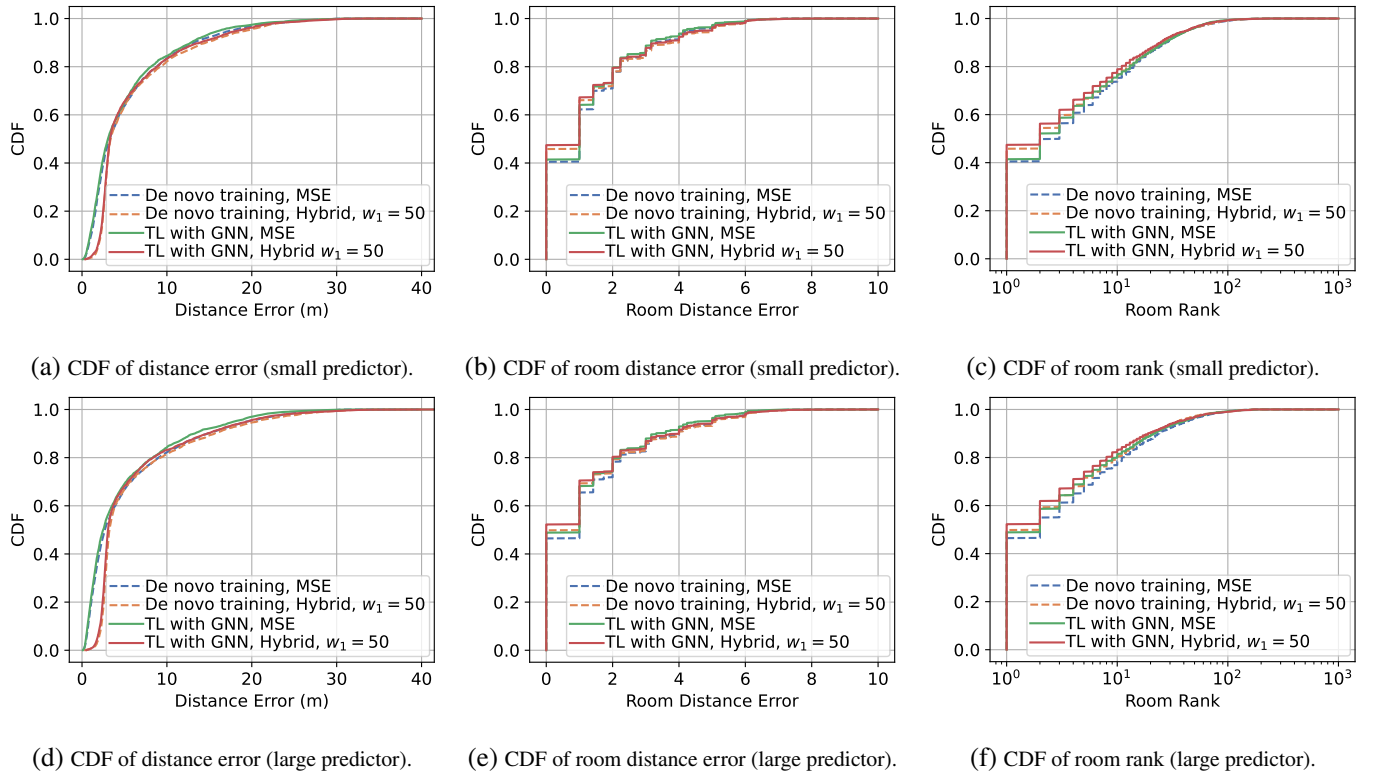 CDF
1.0
0.8
0.6
0.4
0.2
0.0
De novo training, MSE
De novo training, Hybrid, w₁ = 50
TL with GNN, MSE
TL with GNN, Hybrid w₁ = 50
0 10 20 30 40
Distance Error (m)
(a) CDF of distance error (small predictor).
CDF
1.0
0.8
0.6
0.4
0.2
0.0
De novo training, MSE
De novo training, Hybrid, w₁ = 50
TL with GNN, MSE
TL with GNN, Hybrid w₁ = 50
0 2 4 6 8 10
Room Distance Error
(b) CDF of room distance error (small predictor).
CDF
1.0
0.8
0.6
0.4
0.2
0.0
De novo training, MSE
De novo training, Hybrid, w₁ = 50
TL with GNN, MSE
TL with GNN, Hybrid w₁ = 50
10⁰ 10¹ 10² 10³
Room Rank
(c) CDF of room rank (small predictor).
CDF
1.0
0.8
0.6
0.4
0.2
0.0
De novo training, MSE
De novo training, Hybrid, w₁ = 50
TL with GNN, MSE
TL with GNN, Hybrid, w₁ = 50
0 10 20 30 40
Distance Error (m)
(d) CDF of distance error (large predictor).
CDF
1.0
0.8
0.6
0.4
0.2
0.0
De novo training, MSE
De novo training, Hybrid, w₁ = 50
TL with GNN, MSE
TL with GNN, Hybrid, w₁ = 50
0 2 4 6 8 10
Room Distance Error
(e) CDF of room distance error (large predictor).
CDF
1.0
0.8
0.6
0.4
0.2
0.0
De novo training, MSE
De novo training, Hybrid, w₁ = 50
TL with GNN, MSE
TL with GNN, Hybrid, w₁ = 50
10⁰ 10¹ 10² 10³
Room Rank
(f) CDF of room rank (large predictor).